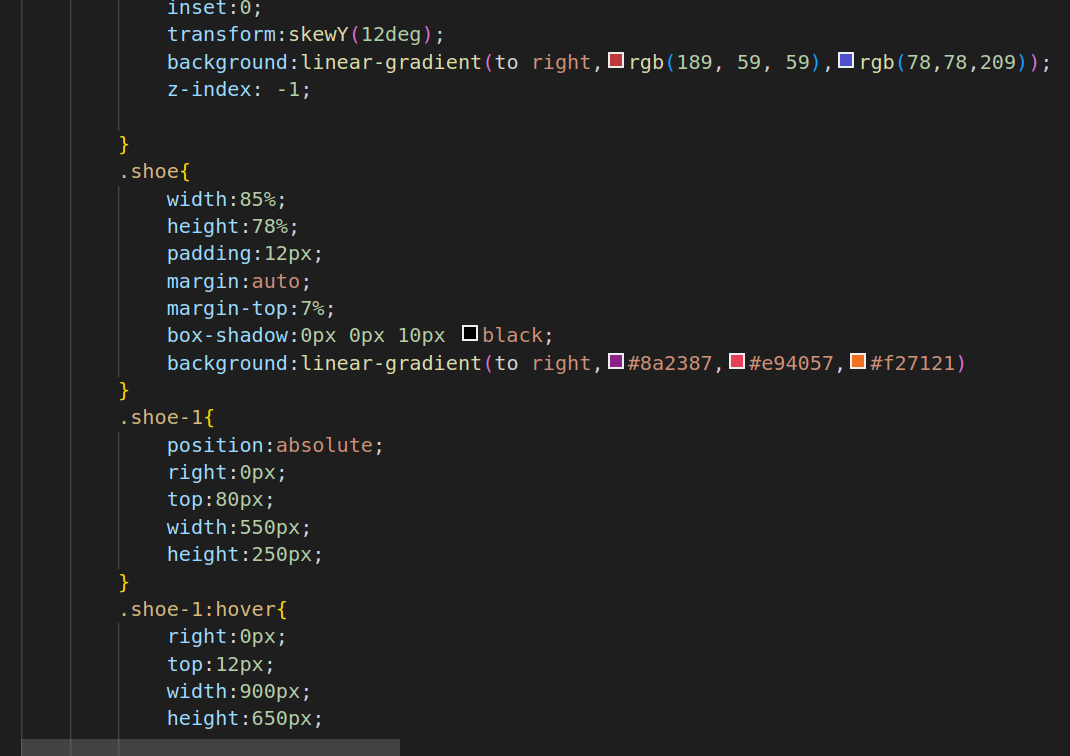 inset:0;
transform:skewY(12deg);
background:linear-gradient(to right,rgb(189, 59, 59),rgb(78,78,209));
z-index: -1;
}
.shoe{
width:85%;
height:78%;
padding:12px;
margin:auto;
margin-top:7%;
box-shadow:0px 0px 10px black;
background:linear-gradient(to right,#8a2387,#e94057,#f27121)
}
.shoe-1{
position:absolute;
right:0px;
top:80px;
width:550px;
height:250px;
}
.shoe-1:hover{
right:0px;
top:12px;
width:900px;
height:650px;